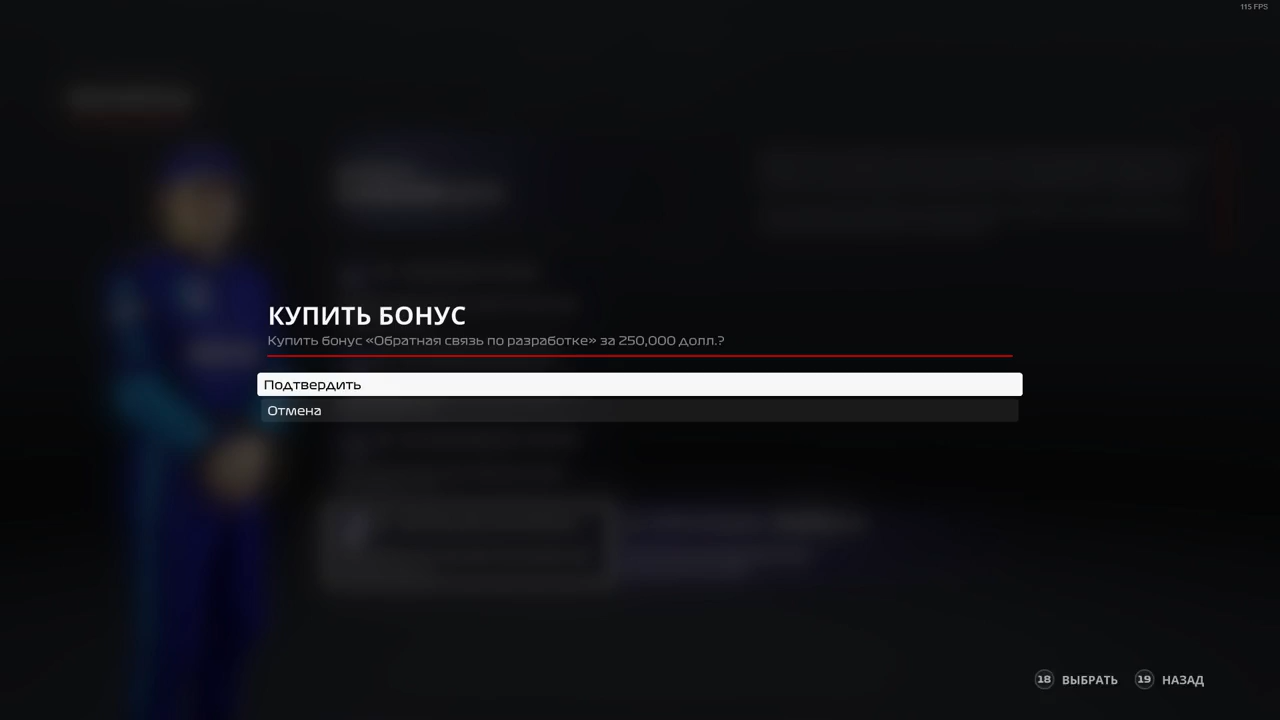 115 FPS
КУПИТЬ БОНУС
Купить бонус «Обратная связь по разработке» за 250,000 долл.?
Подтвердить
Отмена
18 ВЫБРАТЬ 19 НАЗАД